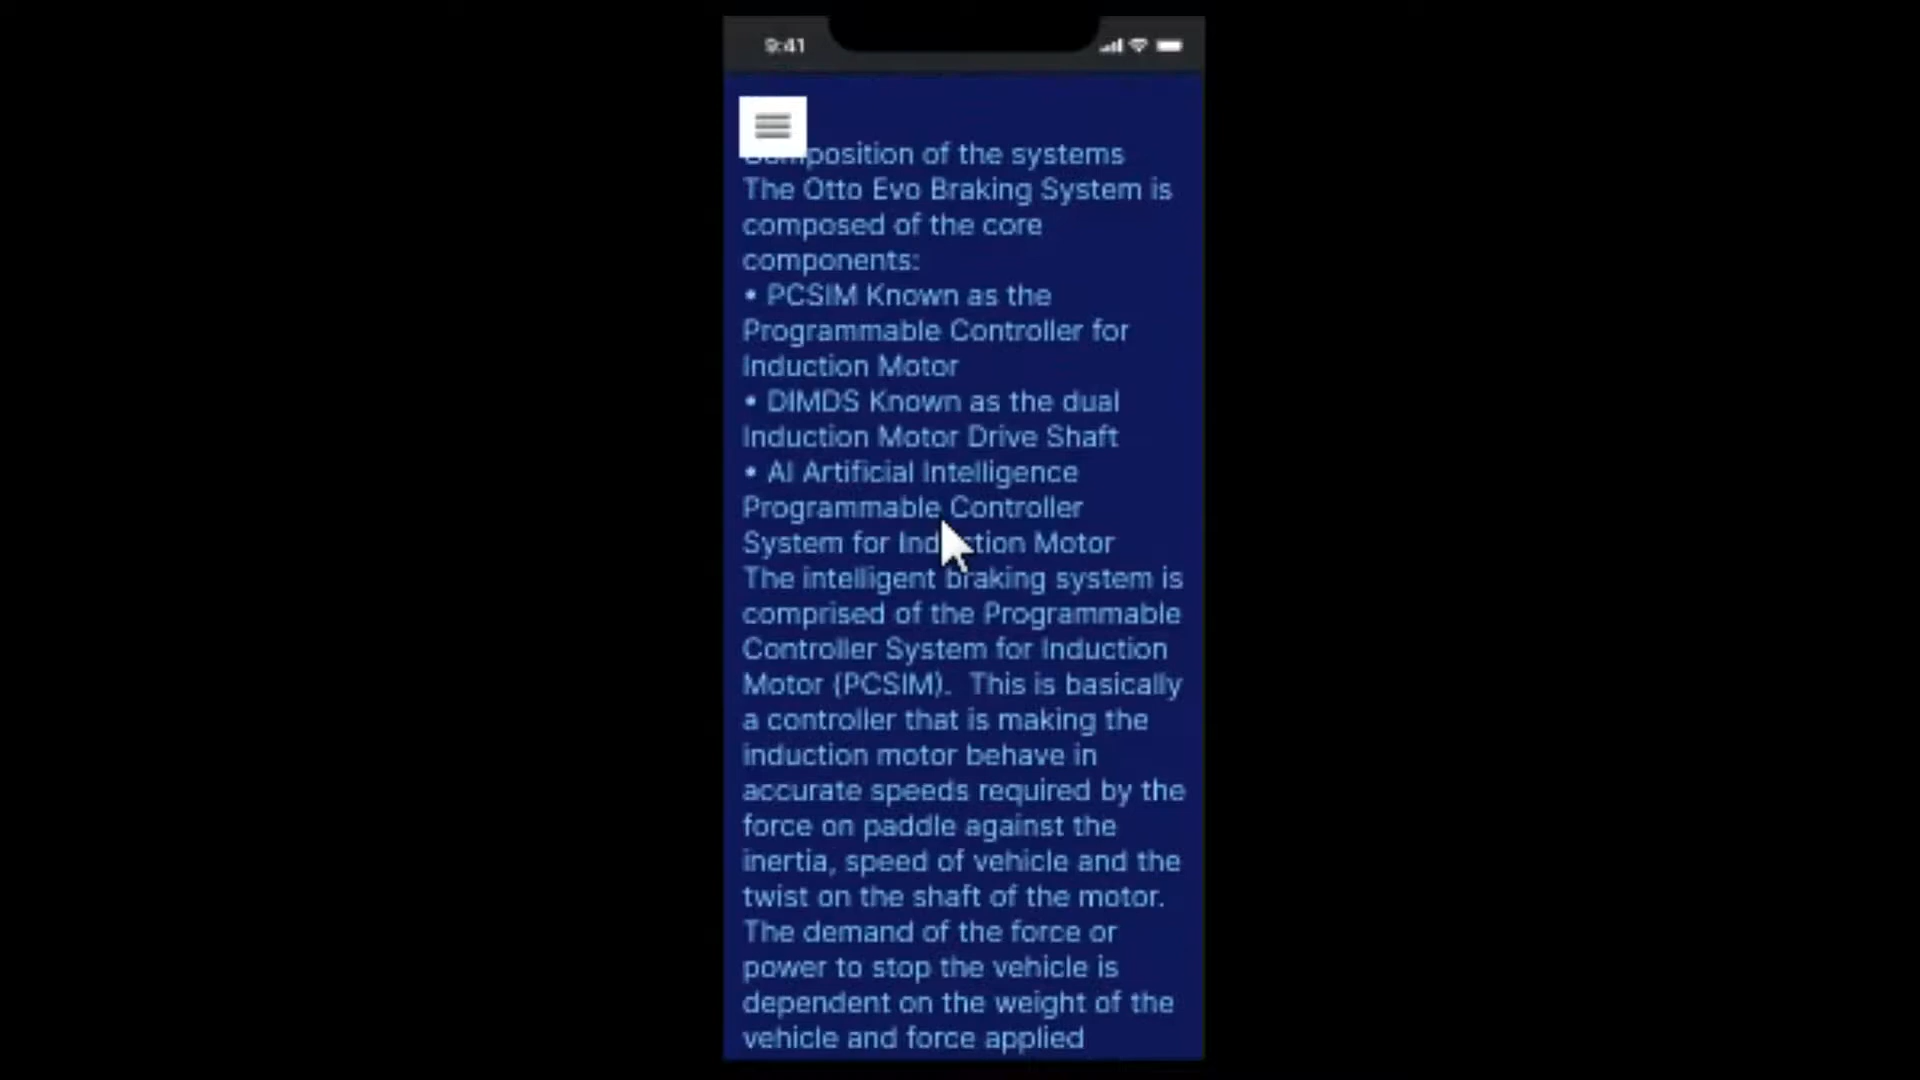 9:41
Composition of the systems
The Otto Evo Braking System is
composed of the core
components:
• PCSIM Known as the
Programmable Controller for
Induction Motor
• DIMDS Known as the dual
Induction Motor Drive Shaft
• AI Artificial Intelligence
Programmable Controller
System for Induction Motor
The intelligent braking system is
comprised of the Programmable
Controller System for Induction
Motor (PCSIM).  This is basically
a controller that is making the
induction motor behave in
accurate speeds required by the
force on paddle against the
inertia, speed of vehicle and the
twist on the shaft of the motor.
The demand of the force or
power to stop the vehicle is
dependent on the weight of the
vehicle and force applied